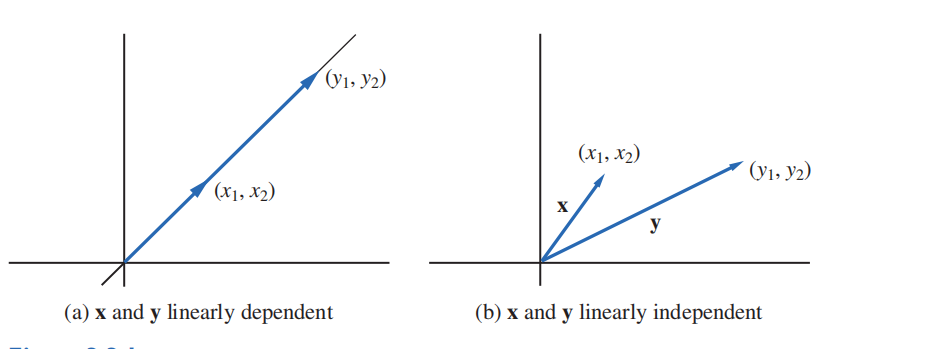 (y₁, y₂)
(x₁, x₂)
(a) x and y linearly dependent
(x₁, x₂)
(y₁, y₂)
x
y
(b) x and y linearly independent